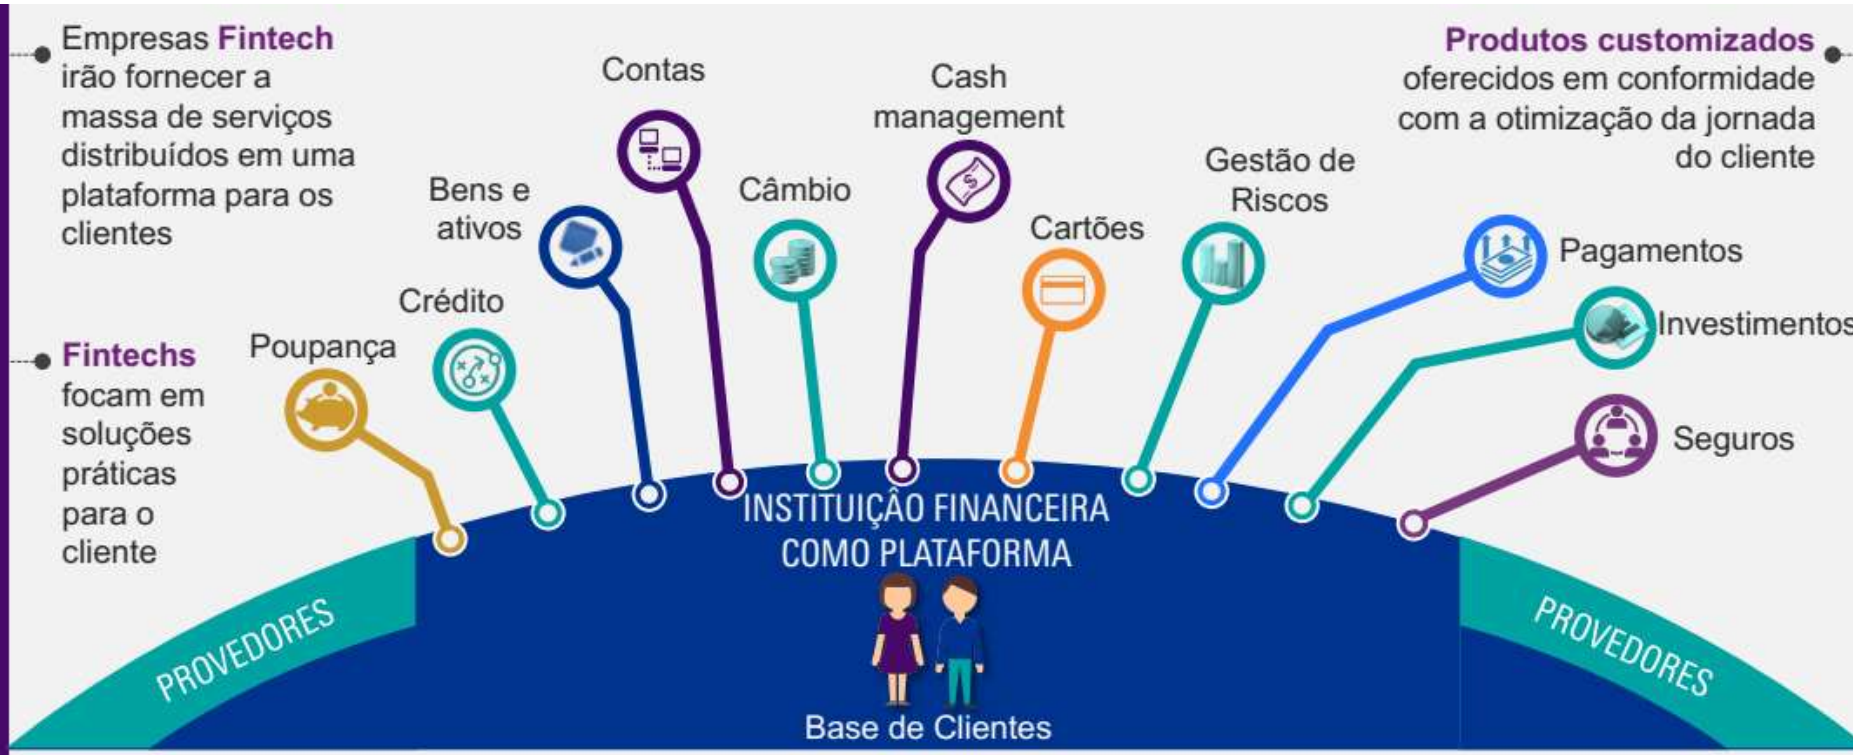 Empresas Fintech
irão fornecer a
massa de serviços
distribuídos em uma
plataforma para os
clientes
Fintechs
focam em
soluções
práticas
para o
cliente
Poupança
Crédito
Bens e
ativos
Contas
Câmbio
Cash
management
Cartões
Gestão de
Riscos
Produtos customizados
oferecidos em conformidade
com a otimização da jornada
do cliente
Pagamentos
Investimentos
Seguros
INSTITUIÇÂO FINANCEIRA
COMO PLATAFORMA
PROVEDORES
PROVEDORES
Base de Clientes